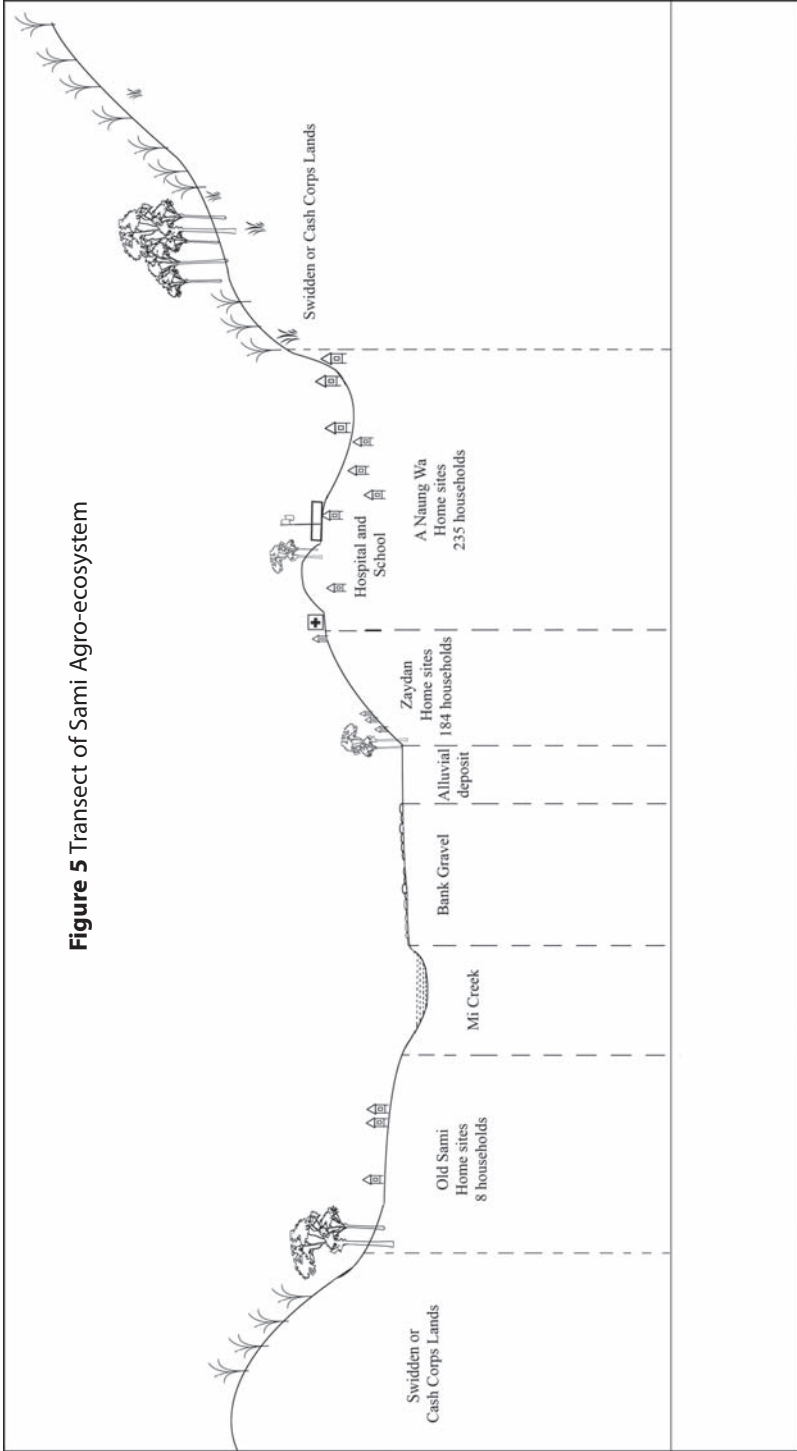 Figure 5 Transect of Sami Agro-ecosystem
Swidden or
Cash Corps Lands
Old Sami
Home sites
8 households
Mi Creek
Bank Gravel
Alluvial
deposit
Zaydan
Home sites
184 households
Hospital and
School
A Naung Wa
Home sites
235 households
Swidden or Cash Corps Lands